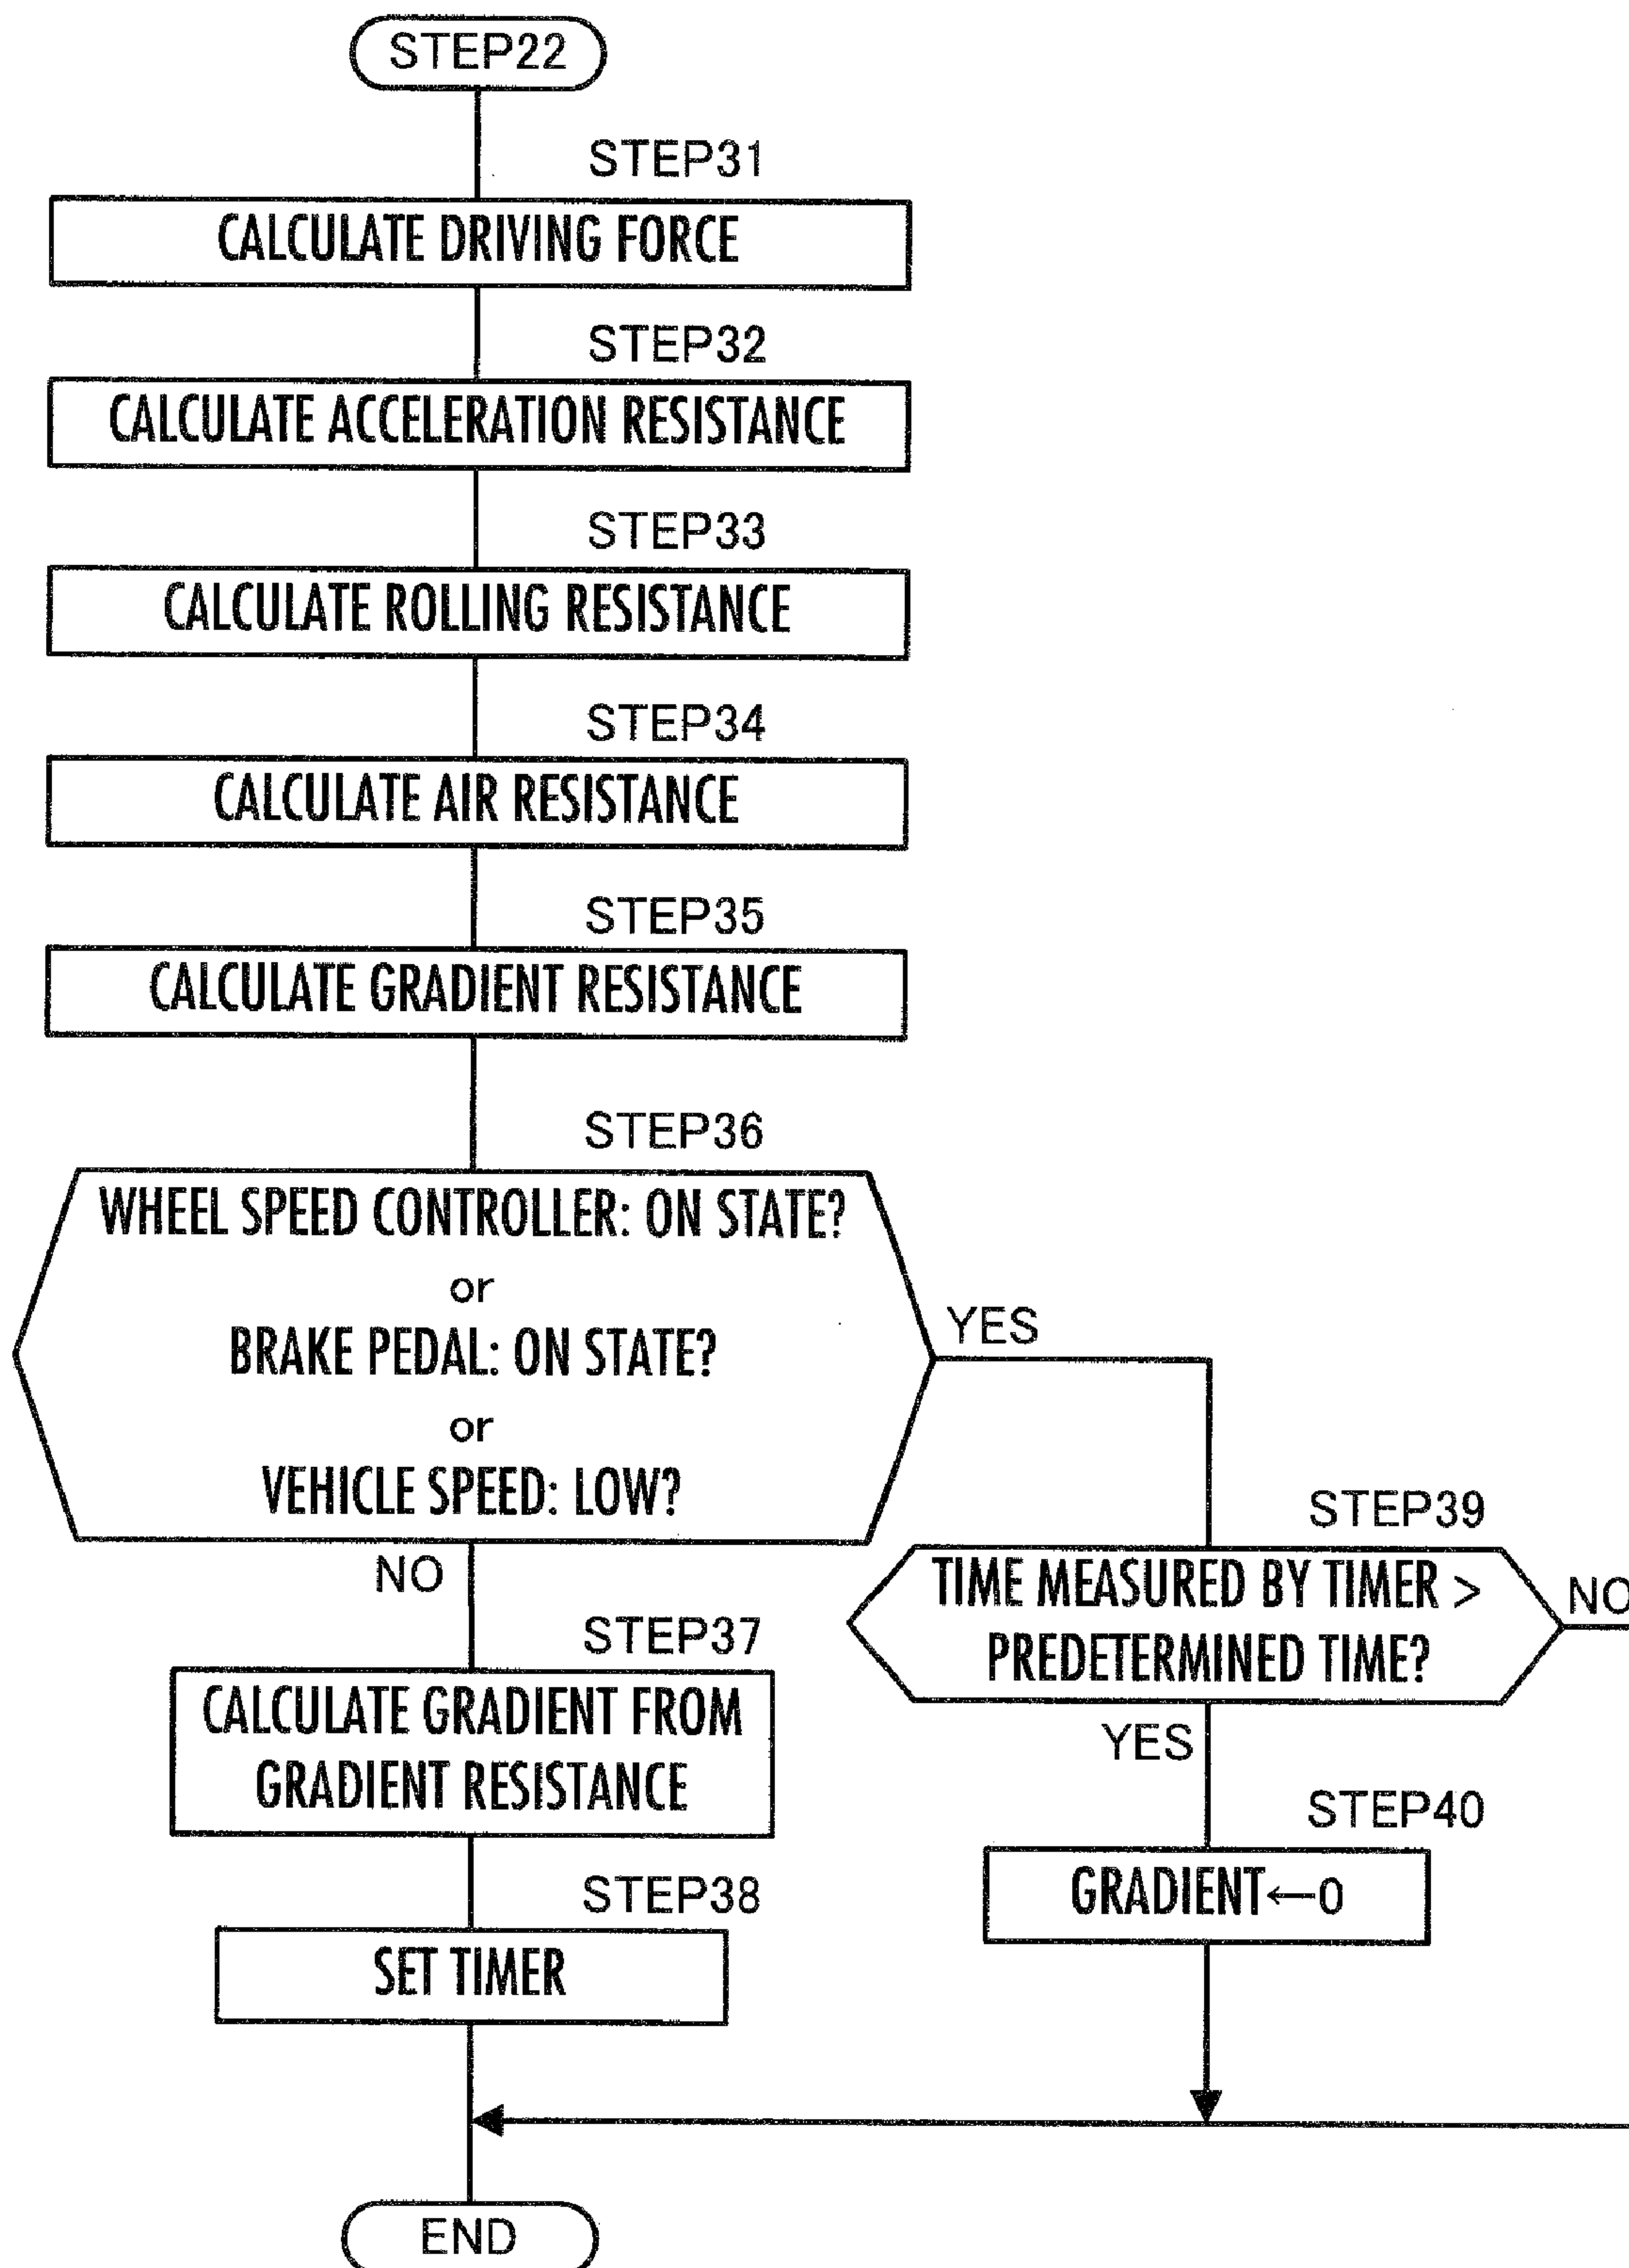 STEP22
STEP31
CALCULATE DRIVING FORCE
STEP32
CALCULATE ACCELERATION RESISTANCE
STEP33
CALCULATE ROLLING RESISTANCE
STEP34
CALCULATE AIR RESISTANCE
STEP35
CALCULATE GRADIENT RESISTANCE
STEP36
WHEEL SPEED CONTROLLER: ON STATE?
or
BRAKE PEDAL: ON STATE?
or
VEHICLE SPEED: LOW?
YES
NO
STEP37
CALCULATE GRADIENT FROM
GRADIENT RESISTANCE
STEP38
SET TIMER
STEP39
TIME MEASURED BY TIMER >
PREDETERMINED TIME?
NO
YES
STEP40
GRADIENT←0
END